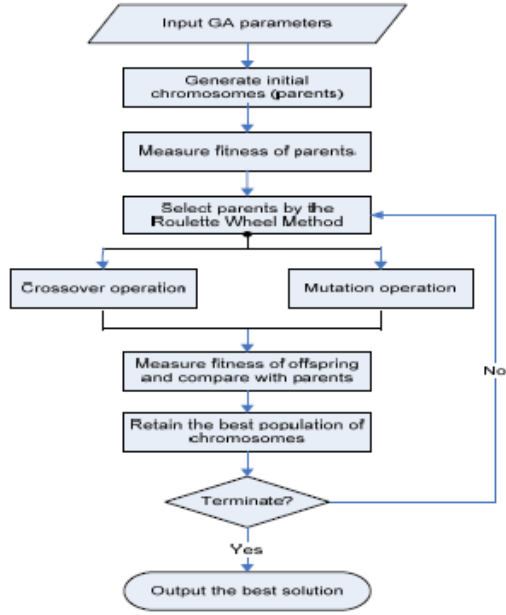 Input GA parameters
Generate initial
chromosomes (parents)
Measure fitness of parents
Select parents by the
Roulette Wheel Method
Crossover operation
Mutation operation
Measure fitness of offspring
and compare with parents
No
Retain the best population of
chromosomes
Terminate?
Yes
Output the best solution